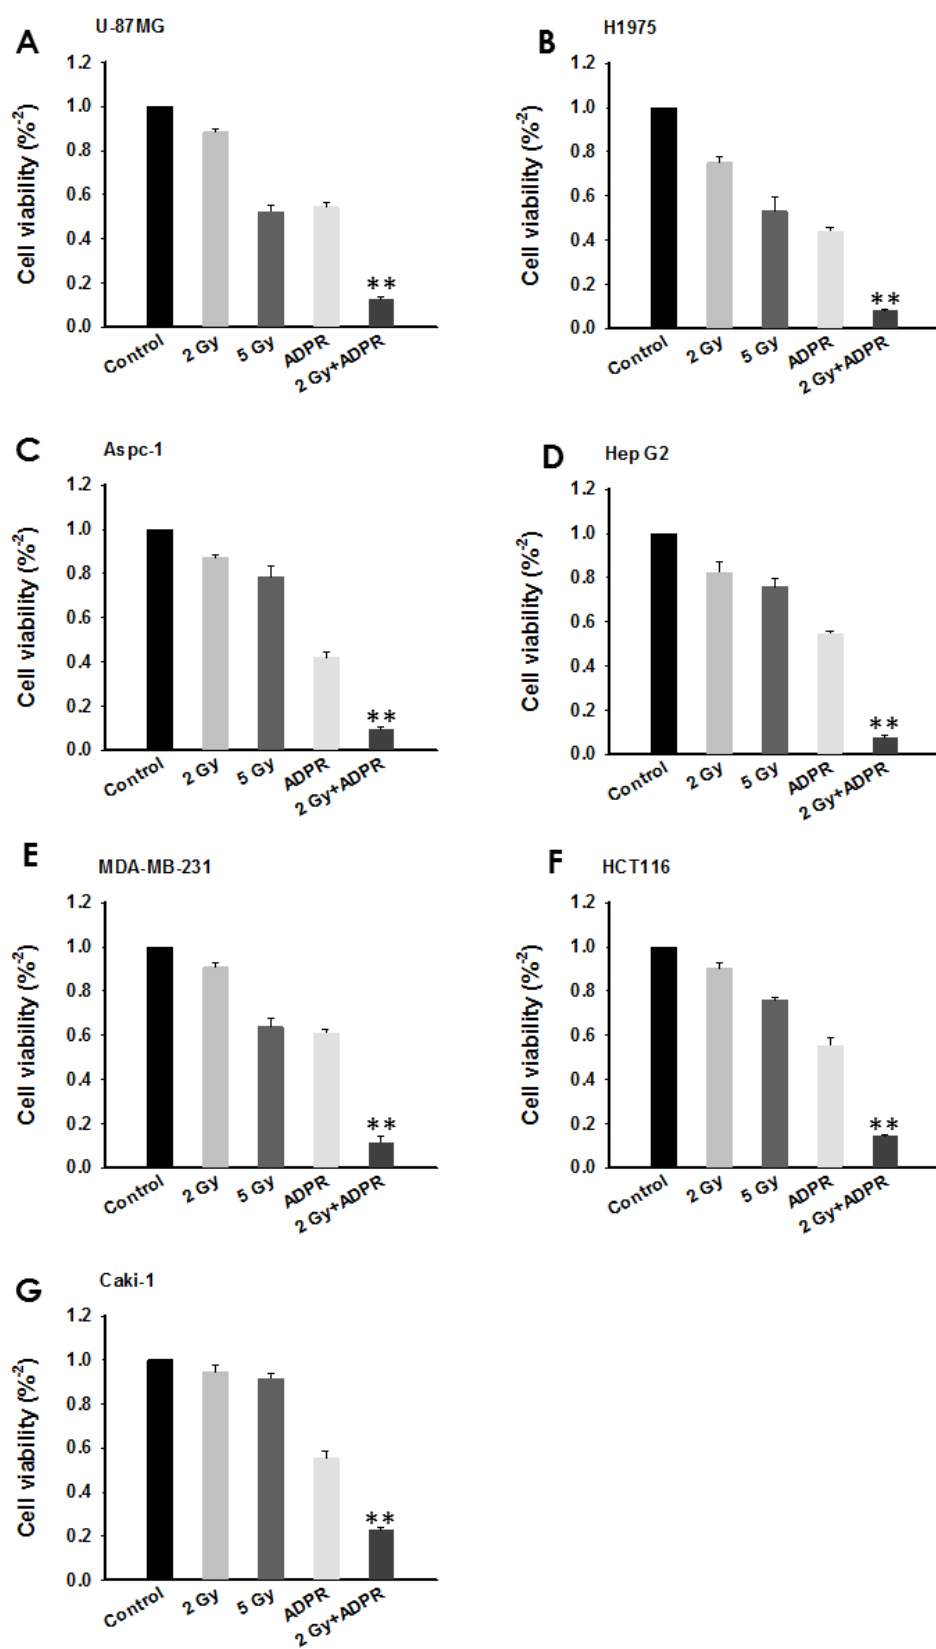 A U-87MG
Cell viability (%-2)
1.2
1.0
0.8
0.6
0.4
0.2
0.0
**
Control 2 Gy 5 Gy ADPR 2 Gy+ADPR
B H1975
Cell viability (%-2)
1.2
1.0
0.8
0.6
0.4
0.2
0.0
**
Control 2 Gy 5 Gy ADPR 2 Gy+ADPR
C Aspc-1
Cell viability (%-2)
1.2
1.0
0.8
0.6
0.4
0.2
0.0
**
Control 2 Gy 5 Gy ADPR 2 Gy+ADPR
D Hep G2
Cell viability (%-2)
1.2
1.0
0.8
0.6
0.4
0.2
0.0
**
Control 2 Gy 5 Gy ADPR 2 Gy+ADPR
E MDA-MB-231
Cell viability (%-2)
1.2
1.0
0.8
0.6
0.4
0.2
0.0
**
Control 2 Gy 5 Gy ADPR 2 Gy+ADPR
F HCT116
Cell viability (%-2)
1.2
1.0
0.8
0.6
0.4
0.2
0.0
**
Control 2 Gy 5 Gy ADPR 2 Gy+ADPR
G Caki-1
Cell viability (%-2)
1.2
1.0
0.8
0.6
0.4
0.2
0.0
**
Control 2 Gy 5 Gy ADPR 2 Gy+ADPR